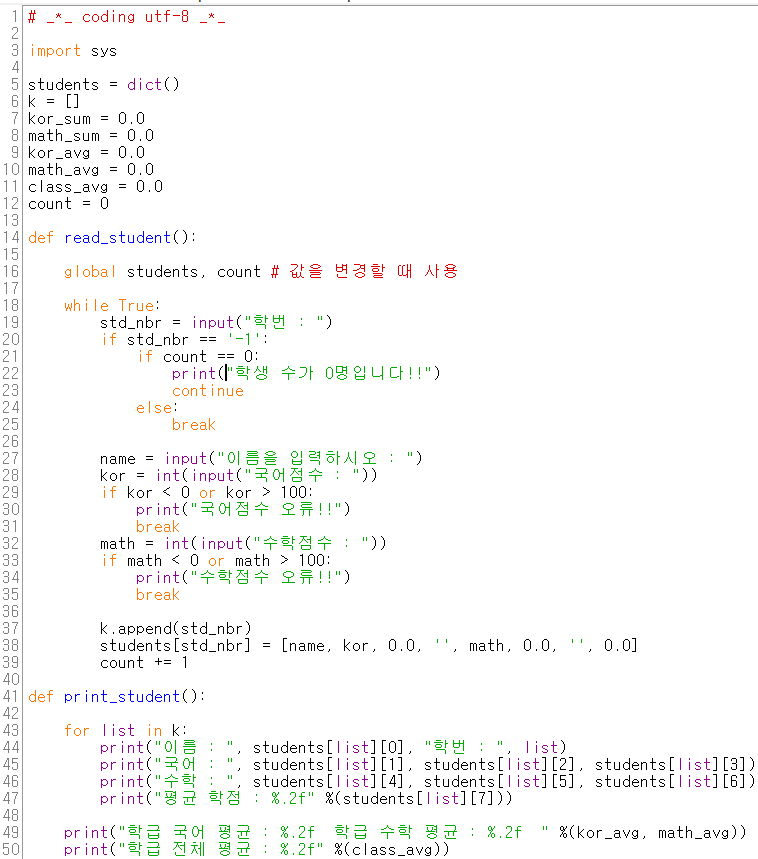 1 # _*_ coding utf-8 _*_
2
3 import sys
4
5 students = dict()
6 k = []
7 kor_sum = 0.0
8 math_sum = 0.0
9 kor_avg = 0.0
10 math_avg = 0.0
11 class_avg = 0.0
12 count = 0
13
14 def read_student():
15
16     global students, count # 값을 변경할 때 사용
17
18     while True:
19         std_nbr = input("학번 : ")
20         if std_nbr == '-1':
21             if count == 0:
22                 print("학생 수가 0명입니다!!")
23                 continue
24             else:
25                 break
26
27         name = input("이름을 입력하시오 : ")
28         kor = int(input("국어점수 : "))
29         if kor < 0 or kor > 100:
30             print("국어점수 오류!!")
31             break
32         math = int(input("수학점수 : "))
33         if math < 0 or math > 100:
34             print("수학점수 오류!!")
35             break
36
37         k.append(std_nbr)
38         students[std_nbr] = [name, kor, 0.0, '', math, 0.0, '', 0.0]
39         count += 1
40
41 def print_student():
42
43     for list in k:
44         print("이름 : ", students[list][0], "학번 : ", list)
45         print("국어 : ", students[list][1], students[list][2], students[list][3])
46         print("수학 : ", students[list][4], students[list][5], students[list][6])
47         print("평균 학점 : %.2f" %(students[list][7]))
48
49     print("학급 국어 평균 : %.2f  학급 수학 평균 : %.2f  " %(kor_avg, math_avg))
50     print("학급 전체 평균 : %.2f" %(class_avg))